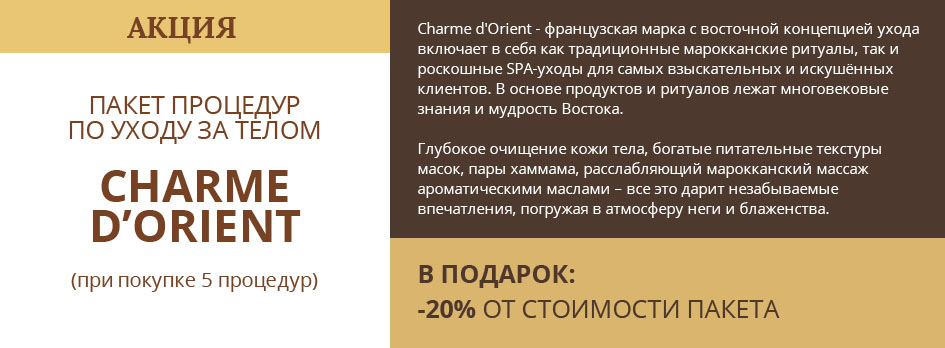 АКЦИЯ
ПАКЕТ ПРОЦЕДУР
ПО УХОДУ ЗА ТЕЛОМ
CHARME
D’ORIENT
(при покупке 5 процедур)
Charme d'Orient - французская марка с восточной концепцией ухода
включает в себя как традиционные марокканские ритуалы, так и
роскошные SPA-уходы для самых взыскательных и искушённых
клиентов. В основе продуктов и ритуалов лежат многовековые
знания и мудрость Востока.
Глубокое очищение кожи тела, богатые питательные текстуры
масок, пары хаммама, расслабляющий марокканский массаж
ароматическими маслами – все это дарит незабываемые
впечатления, погружая в атмосферу неги и блаженства.
В ПОДАРОК:
-20% ОТ СТОИМОСТИ ПАКЕТА